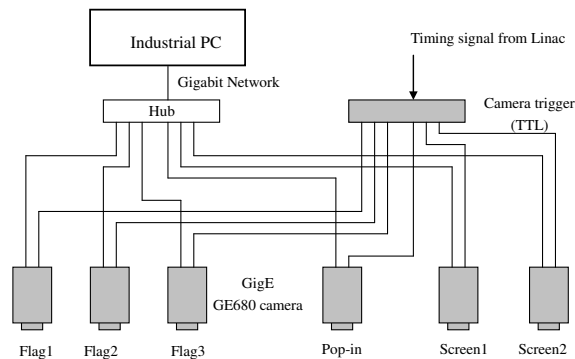 Industrial PC
Timing signal from Linac
Gigabit Network
Hub
Camera trigger
(TTL)
GigE
GE680 camera
Flag1
Flag2
Flag3
Pop-in
Screen1
Screen2